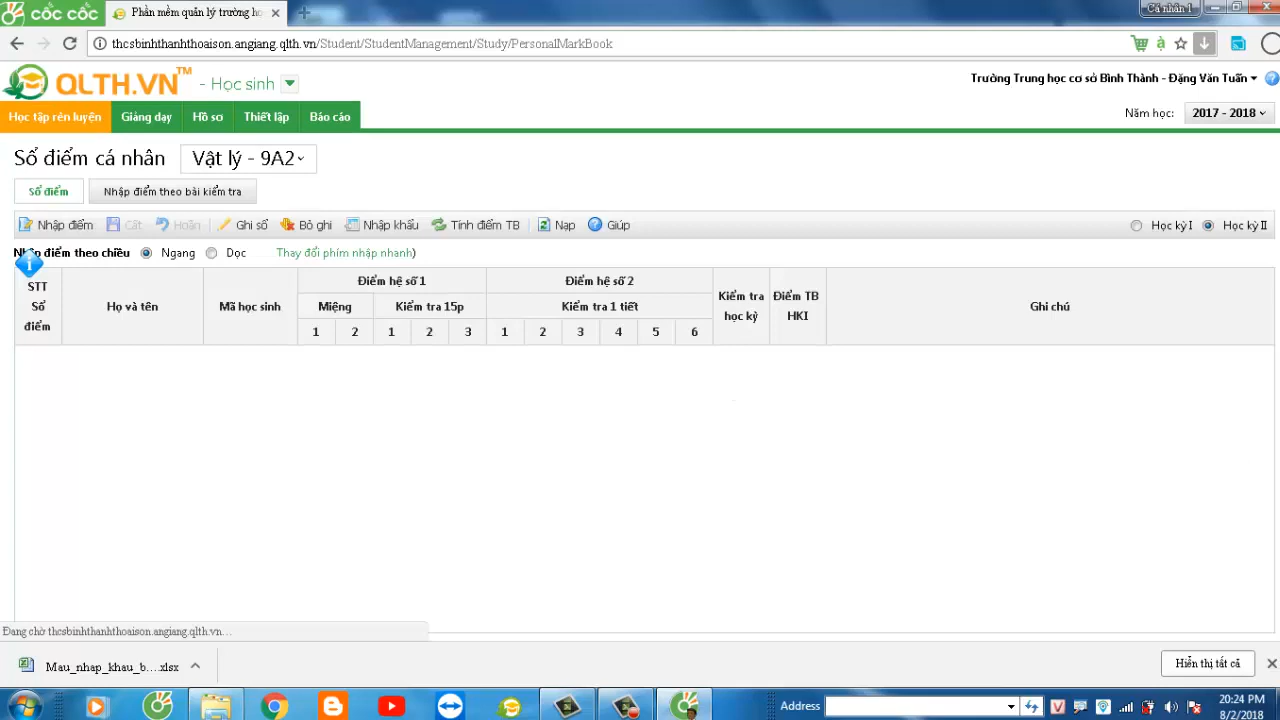 cốc cốc
Phần mềm quản lý trường họ
Cá nhân 1
thcsbinhthanhthoaison.angiang.qlth.vn/Student/StudentManagement/Study/PersonalMarkBook
QLTH.VN™ - Học sinh
Trường Trung học cơ sở Bình Thành - Đặng Văn Tuấn
Học tập rèn luyện Giảng dạy Hồ sơ Thiết lập Báo cáo
Năm học: 2017 - 2018
Sổ điểm cá nhân Vật lý - 9A2
Sổ điểm Nhập điểm theo bài kiểm tra
Nhập điểm Cất Hoãn Ghi sổ Bỏ ghi Nhập khẩu Tính điểm TB Nạp Giúp Học kỳ I Học kỳ II
Nhập điểm theo chiều Ngang Dọc Thay đổi phím nhập nhanh)
STT Sổ điểm Họ và tên Mã học sinh Điểm hệ số 1 Điểm hệ số 2 Kiểm tra học kỳ Điểm TB HKI Ghi chú
Miệng Kiểm tra 15p Kiểm tra 1 tiết
1 2 1 2 3 1 2 3 4 5 6
Đang chờ thcsbinhthanhthoaison.angiang.qlth.vn...
Mau_nhap_khau_b....xlsx
Hiển thị tất cả
Address
20:24 PM
8/2/2018